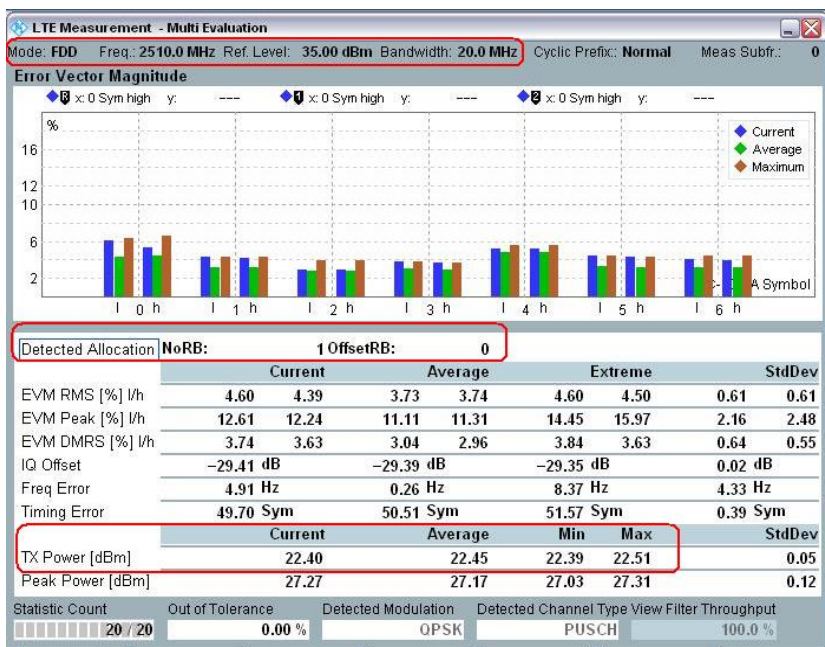 LTE Measurement - Multi Evaluation
Mode: FDD Freq.: 2510.0 MHz Ref. Level: 35.00 dBm Bandwidth: 20.0 MHz Cyclic Prefix: Normal Meas Subfr.: 0
Error Vector Magnitude
R x: 0 Sym high y: --- 1 x: 0 Sym high y: --- 2 x: 0 Sym high y: ---
%
Current
Average
Maximum
16
12
10
6
2
A Symbol
l 0 h l 1 h l 2 h l 3 h l 4 h l 5 h l 6 h
Detected Allocation NoRB: 1 OffsetRB: 0
Current Average Extreme StdDev
EVM RMS [%] l/h 4.60 4.39 3.73 3.74 4.60 4.50 0.61 0.61
EVM Peak [%] l/h 12.61 12.24 11.11 11.31 14.45 15.97 2.16 2.48
EVM DMRS [%] l/h 3.74 3.63 3.04 2.96 3.84 3.63 0.64 0.55
IQ Offset -29.41 dB -29.39 dB -29.35 dB 0.02 dB
Freq Error 4.91 Hz 0.26 Hz 8.37 Hz 4.33 Hz
Timing Error 49.70 Sym 50.51 Sym 51.57 Sym 0.39 Sym
Current Average Min Max StdDev
TX Power [dBm] 22.40 22.45 22.39 22.51 0.05
Peak Power [dBm] 27.27 27.17 27.03 27.31 0.12
Statistic Count Out of Tolerance Detected Modulation Detected Channel Type View Filter Throughput
20 / 20 0.00 % QPSK PUSCH 100.0 %